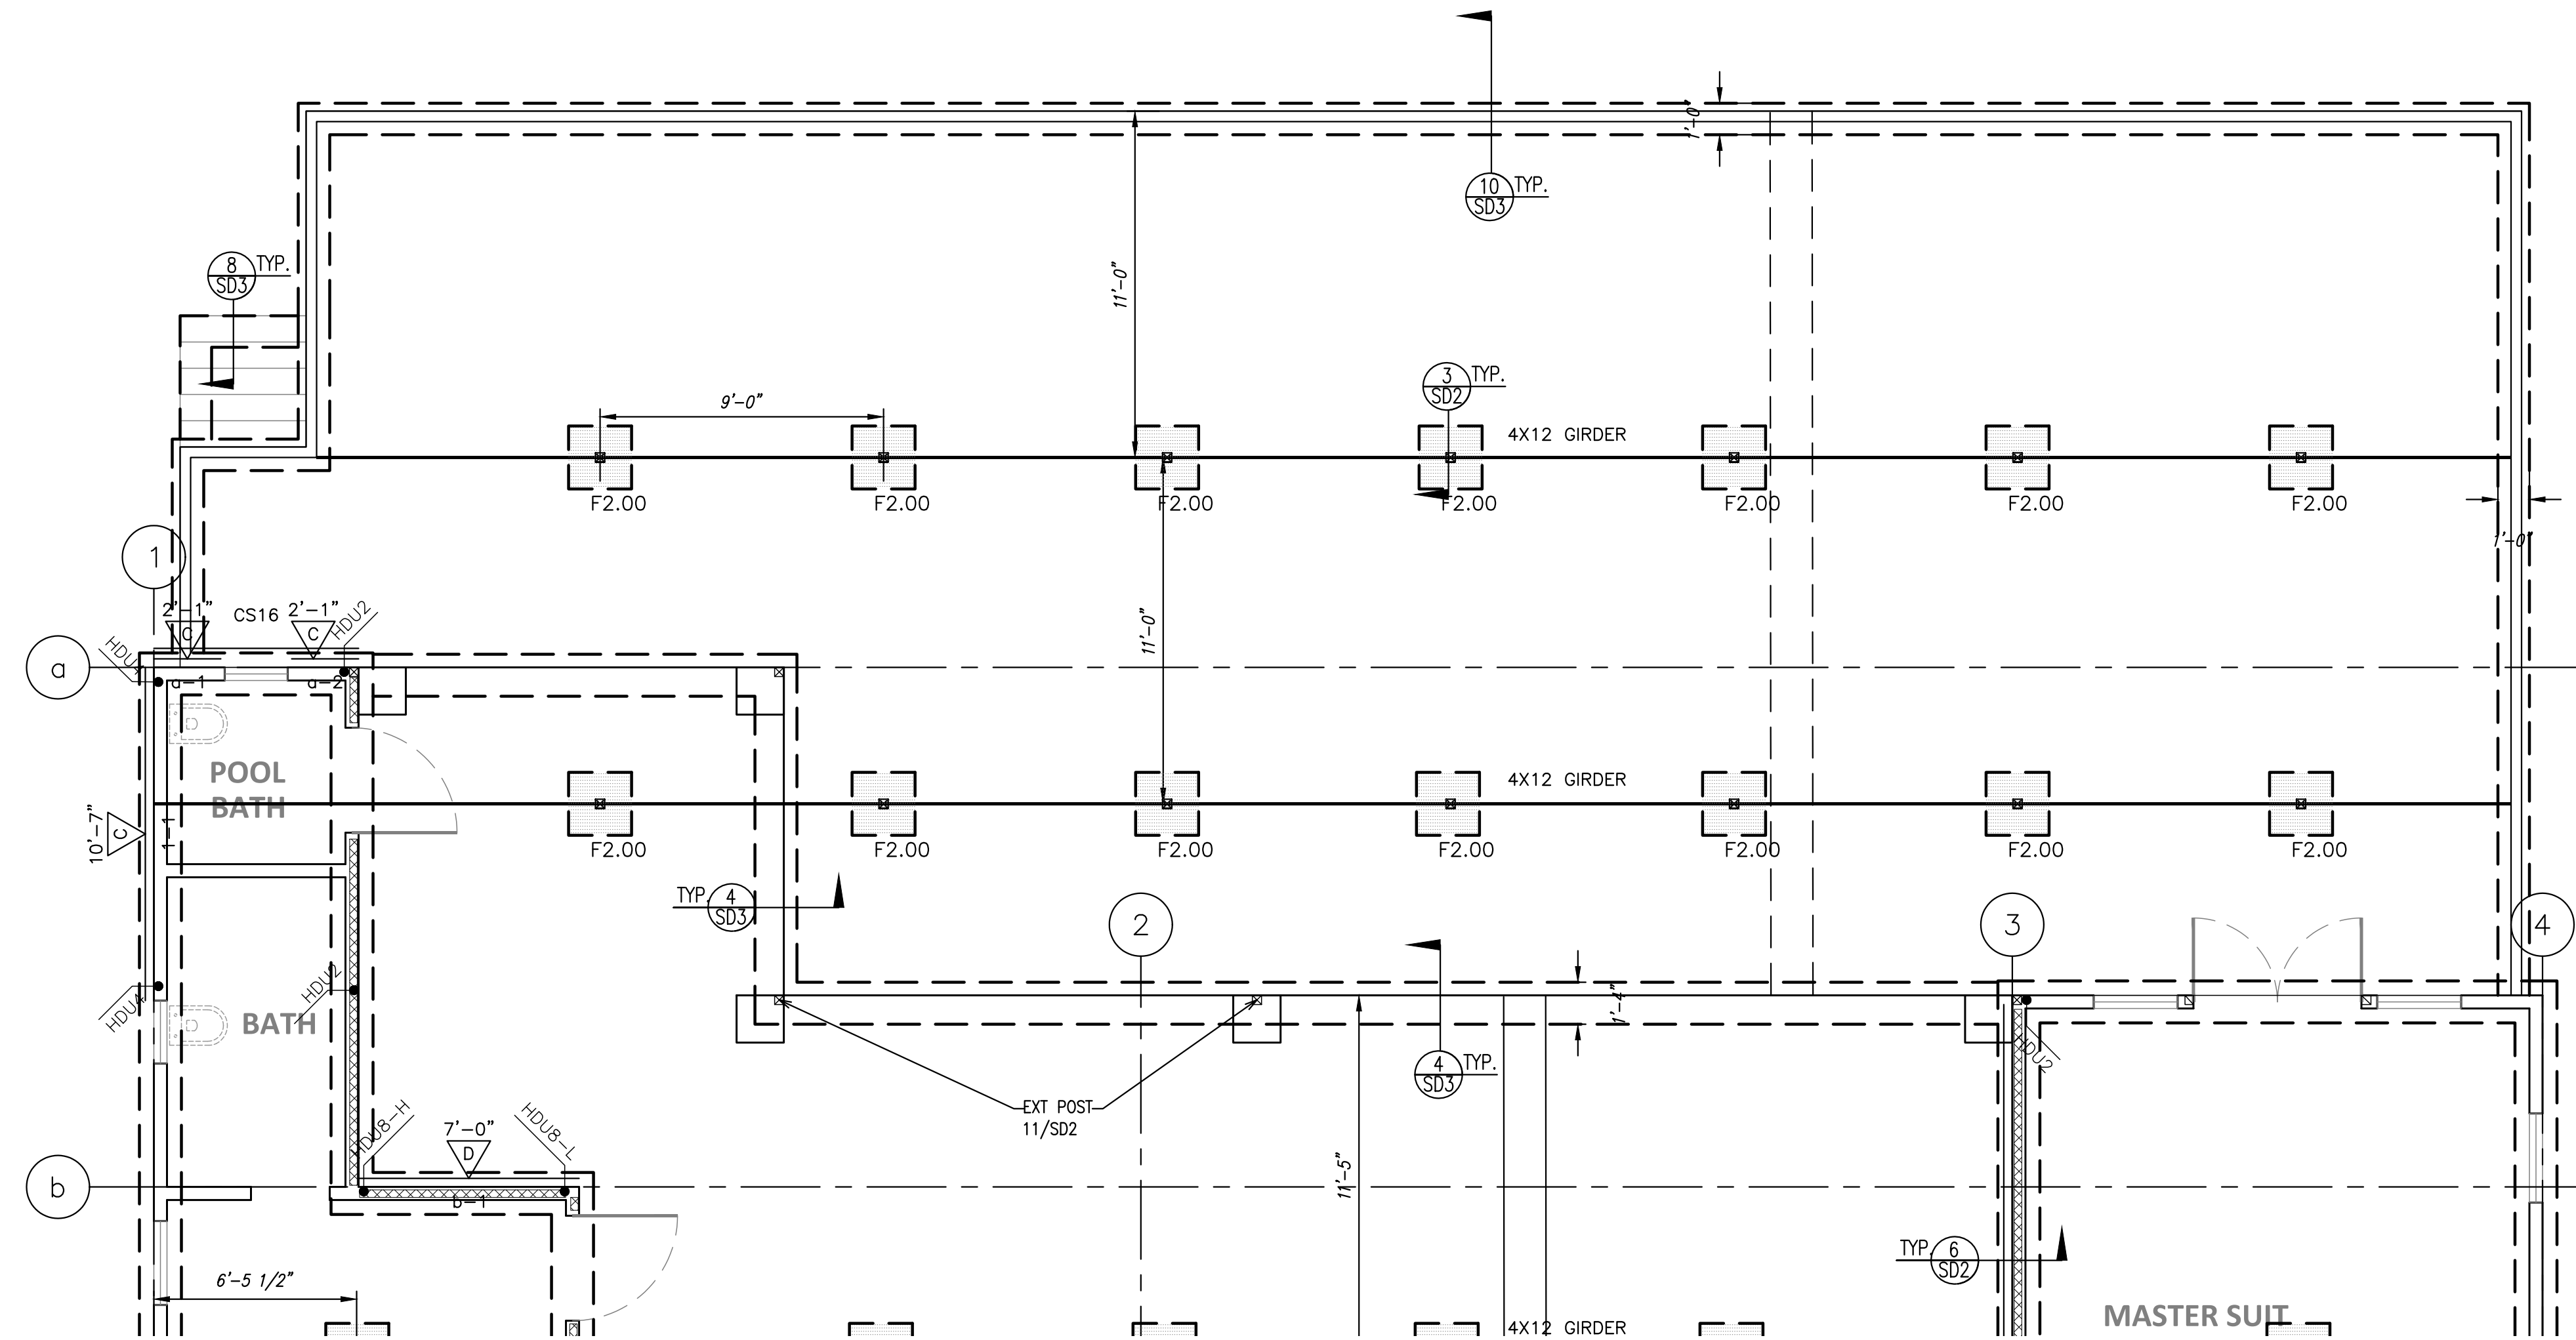 10 TYP.
SD3
1'-0"
8 TYP.
SD3
11'-0"
9'-0"
3 TYP.
SD2
4X12 GIRDER
F2.00
F2.00
F2.00
F2.00
F2.00
F2.00
F2.00
1'-0"
1
2'-1"
CS16
2'-1"
HDU2
C
C
a
a-1
a-2
11'-0"
POOL
BATH
10'-7"
C
1-1
4X12 GIRDER
F2.00
F2.00
F2.00
F2.00
F2.00
F2.00
F2.00
TYP. 4
SD3
2
3
4
HDU4
HDU2
BATH
1'-4"
4 TYP.
SD3
HDU2
EXT POST
11/SD2
HDU8-H
7'-0"
D
HDU8-L
b
b-1
11'-5"
TYP. 6
SD2
6'-5 1/2"
4X12 GIRDER
MASTER SUIT